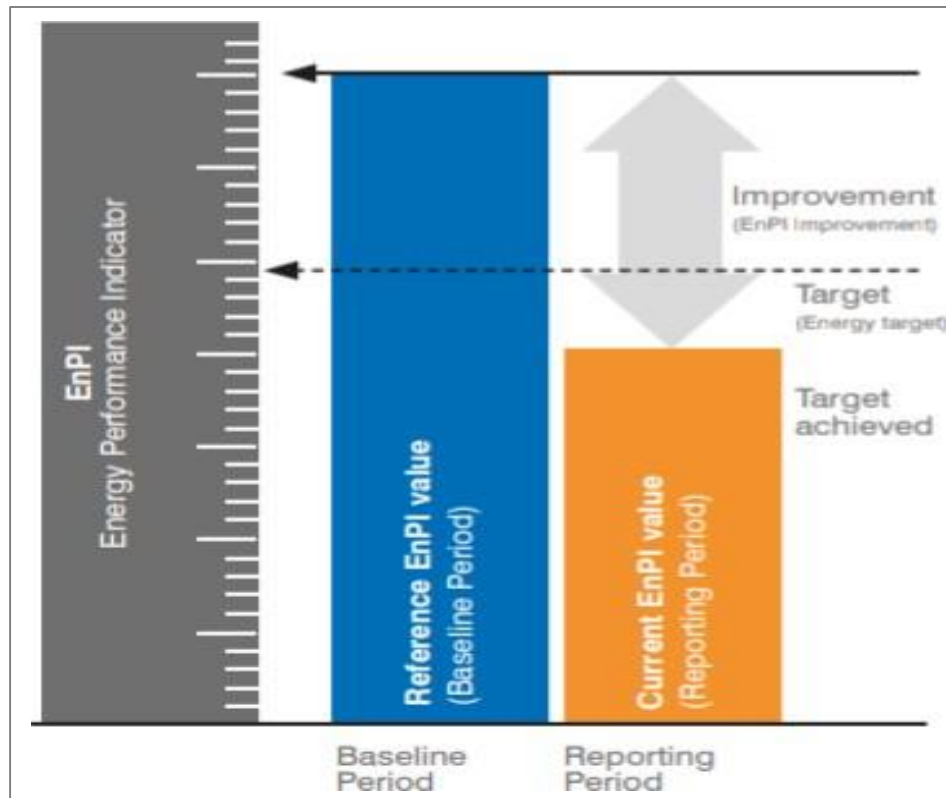 EnPI
Energy Performance Indicator
Reference EnPI value
(Baseline Period)
Current EnPI value
(Reporting Period)
Improvement
(EnPI Improvement)
Target
(Energy target)
Target
achieved
Baseline
Period
Reporting
Period